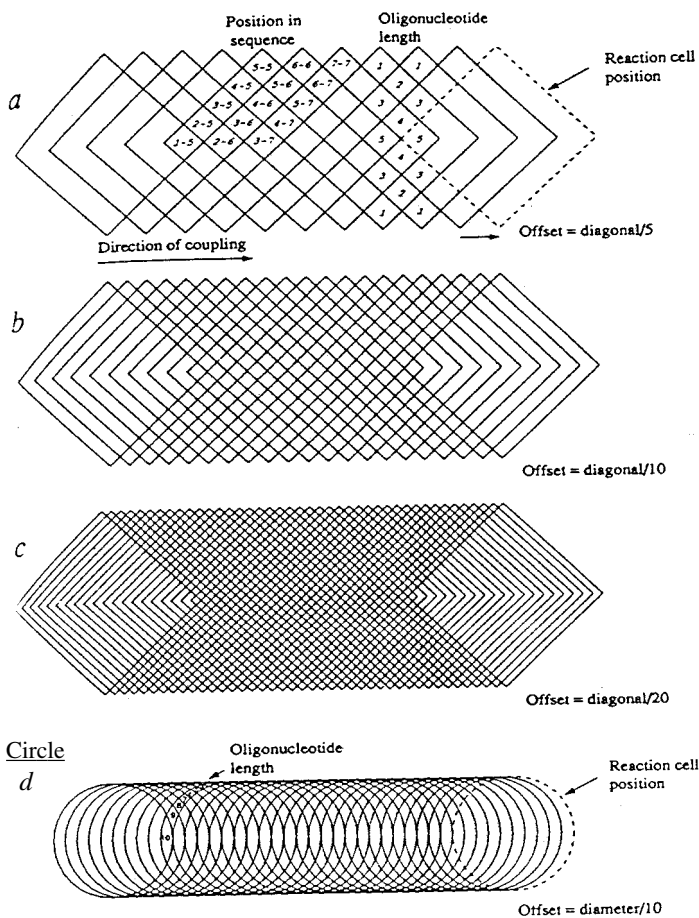 Position in
sequence
Oligonucleotide
length
Reaction cell
position
a
5-5 6-6 7-7 1 1
4-5 5-6 6-7 2
3-5 4-6 5-7 3 3
2-5 3-6 4-7 4
1-5 2-6 3-7 5 5
4
3 3
2
1 1
Direction of coupling
Offset = diagonal/5
b
Offset = diagonal/10
c
Offset = diagonal/20
Circle
d
Oligonucleotide
length
Reaction cell
position
9
8
Offset = diameter/10